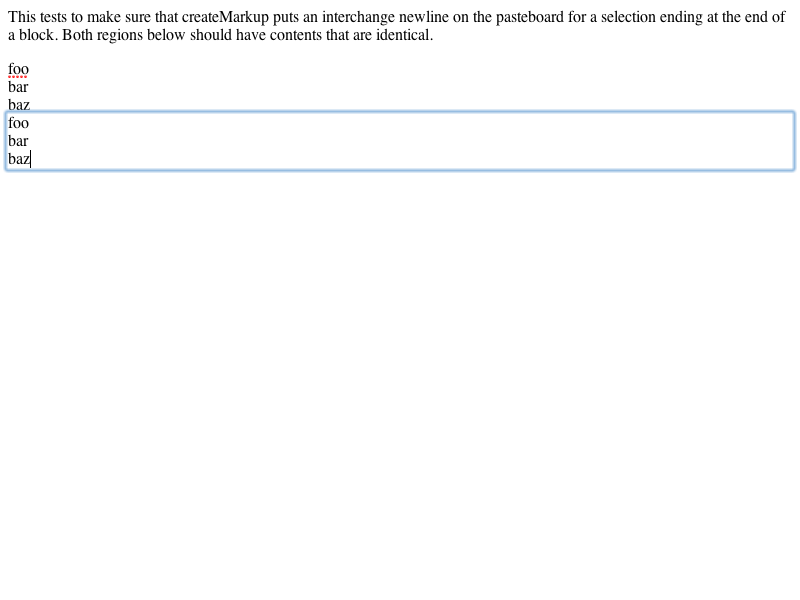 This tests to make sure that createMarkup puts an interchange newline on the pasteboard for a selection ending at the end of
a block. Both regions below should have contents that are identical.
foo
bar
baz
foo
bar
baz